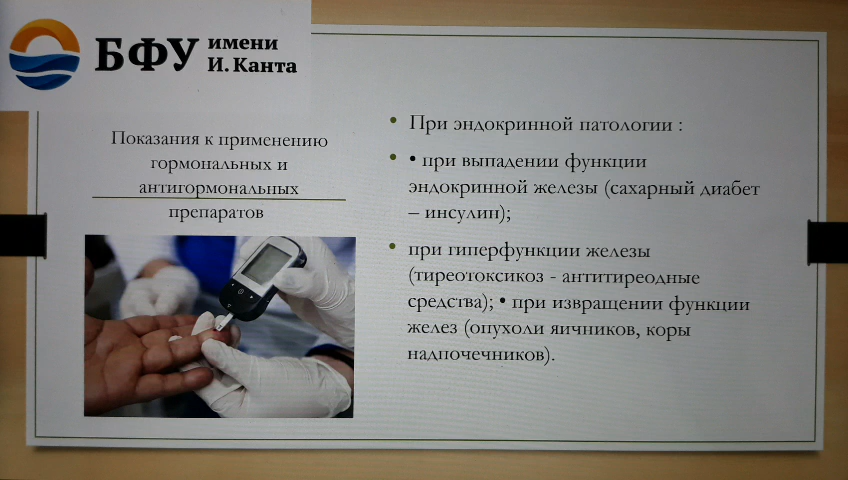 БФУ имени
И. Канта
Показания к применению
гормональных и
антигормональных
препаратов
• При эндокринной патологии :
• • при выпадении функции
эндокринной железы (сахарный диабет
– инсулин);
• при гиперфункции железы
(тиреотоксикоз - антитиреодные
средства); • при извращении функции
желез (опухоли яичников, коры
надпочечников).